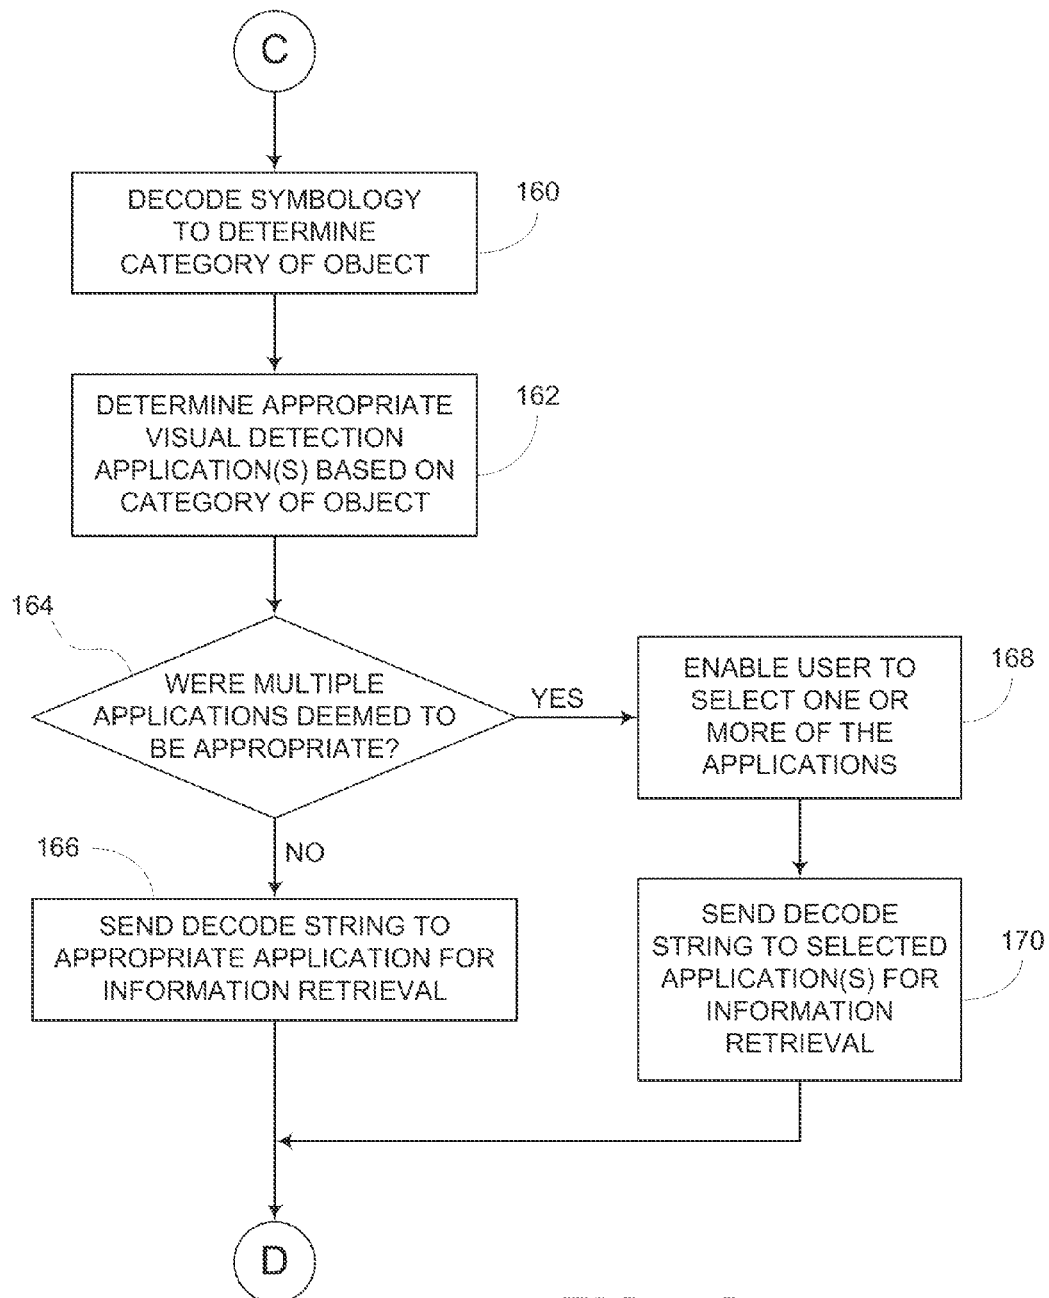 C
DECODE SYMBOLOGY
TO DETERMINE
CATEGORY OF OBJECT
160
DETERMINE APPROPRIATE
VISUAL DETECTION
APPLICATION(S) BASED ON
CATEGORY OF OBJECT
162
164
WERE MULTIPLE
APPLICATIONS DEEMED TO
BE APPROPRIATE?
YES
ENABLE USER TO
SELECT ONE OR
MORE OF THE
APPLICATIONS
168
NO
166
SEND DECODE STRING TO
APPROPRIATE APPLICATION FOR
INFORMATION RETRIEVAL
SEND DECODE
STRING TO SELECTED
APPLICATION(S) FOR
INFORMATION
RETRIEVAL
170
D